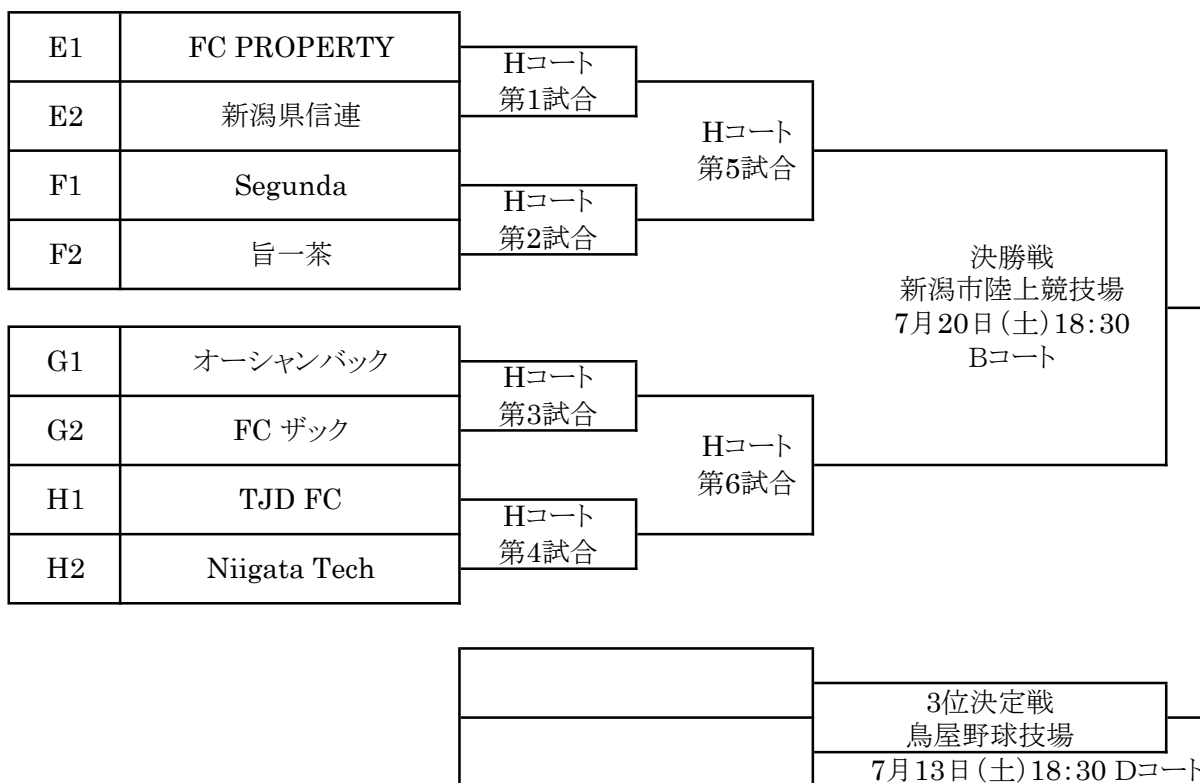 E1 FC PROPERTY
E2 新潟県信連
F1 Segunda
F2 旨一茶
Hコート
第1試合
Hコート
第2試合
Hコート
第5試合
G1 オーシャンバック
G2 FC ザック
H1 TJD FC
H2 Niigata Tech
Hコート
第3試合
Hコート
第4試合
Hコート
第6試合
決勝戦
新潟市陸上競技場
7月20日(土)18:30
Bコート
3位決定戦
鳥屋野球技場
7月13日(土)18:30 Dコート